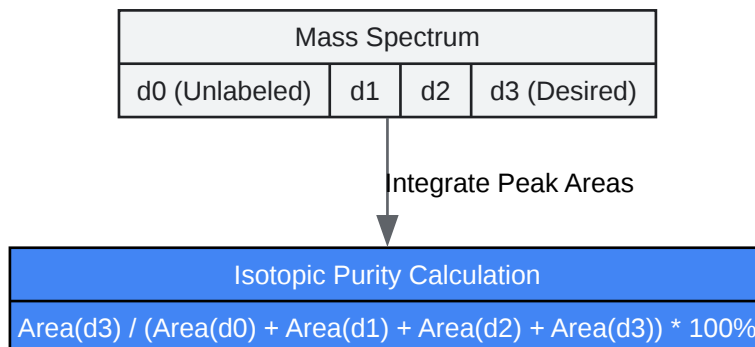 Mass Spectrum
d0 (Unlabeled) d1 d2 d3 (Desired)
Integrate Peak Areas
Isotopic Purity Calculation
Area(d3) / (Area(d0) + Area(d1) + Area(d2) + Area(d3)) * 100%